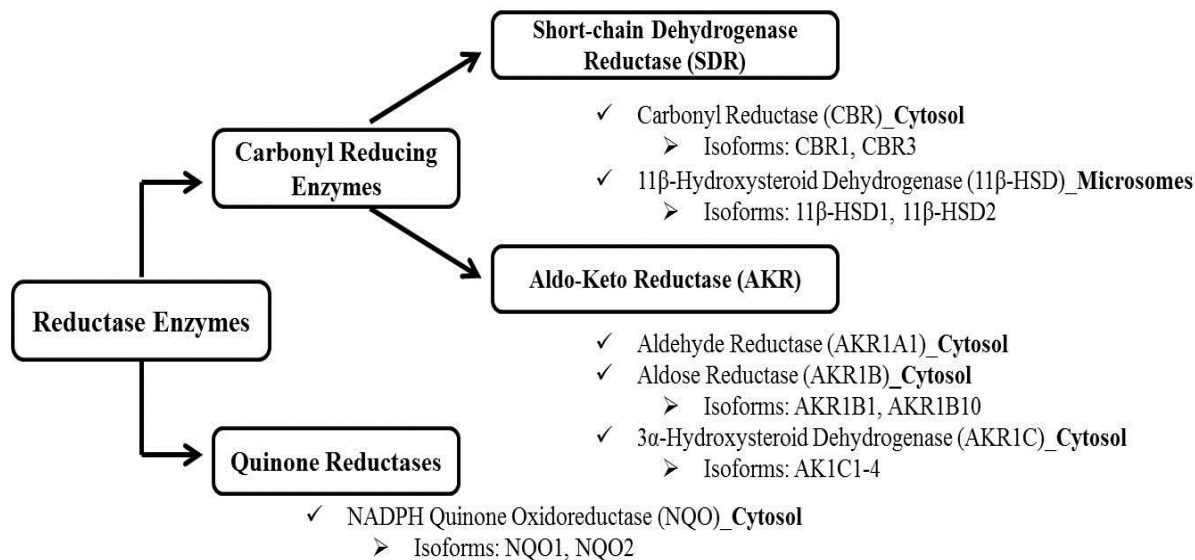 Short-chain Dehydrogenase
Reductase (SDR)
✓ Carbonyl Reductase (CBR)_Cytosol
➢ Isoforms: CBR1, CBR3
✓ 11β-Hydroxysteroid Dehydrogenase (11β-HSD)_Microsomes
➢ Isoforms: 11β-HSD1, 11β-HSD2
Carbonyl Reducing
Enzymes
Aldo-Keto Reductase (AKR)
Reductase Enzymes
✓ Aldehyde Reductase (AKR1A1)_Cytosol
✓ Aldose Reductase (AKR1B)_Cytosol
➢ Isoforms: AKR1B1, AKR1B10
✓ 3α-Hydroxysteroid Dehydrogenase (AKR1C)_Cytosol
➢ Isoforms: AK1C1-4
Quinone Reductases
✓ NADPH Quinone Oxidoreductase (NQO)_Cytosol
➢ Isoforms: NQO1, NQO2